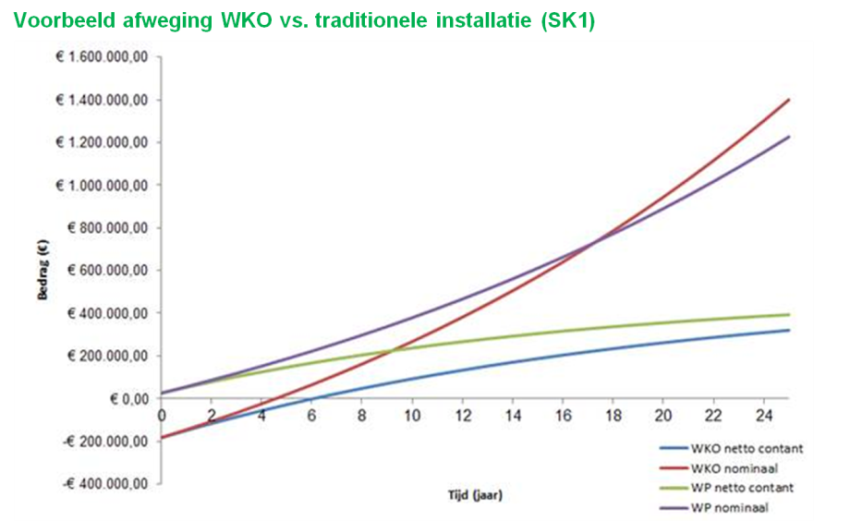 Voorbeeld afweging WKO vs. traditionele installatie (SK1)
€ 1.600.000,00
€ 1.400.000,00
€ 1.200.000,00
€ 1.000.000,00
€ 800.000,00
€ 600.000,00
€ 400.000,00
€ 200.000,00
€ 0,00
-€ 200.000,00
-€ 400.000,00
Bedrag (€)
0 2 4 6 8 10 12 14 16 18 20 22 24
Tijd (jaar)
WKO netto contant
WKO nominaal
WP netto contant
WP nominaal